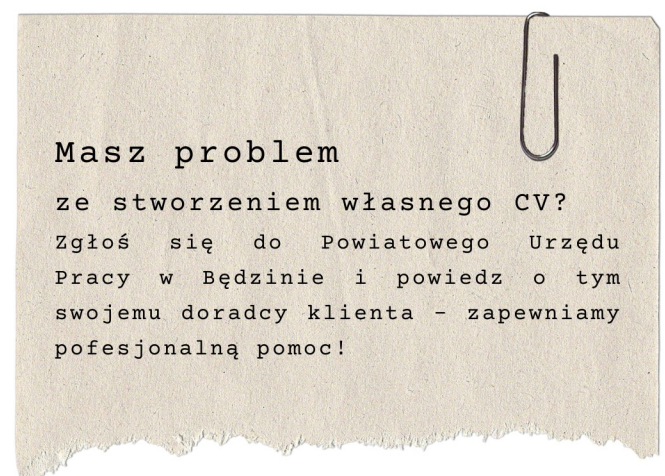 Masz problem
ze stworzeniem własnego CV?
Zgłoś się do Powiatowego Urzędu
Pracy w Będzinie i powiedz o tym
swojemu doradcy klienta - zapewniamy
pofesjonalną pomoc!